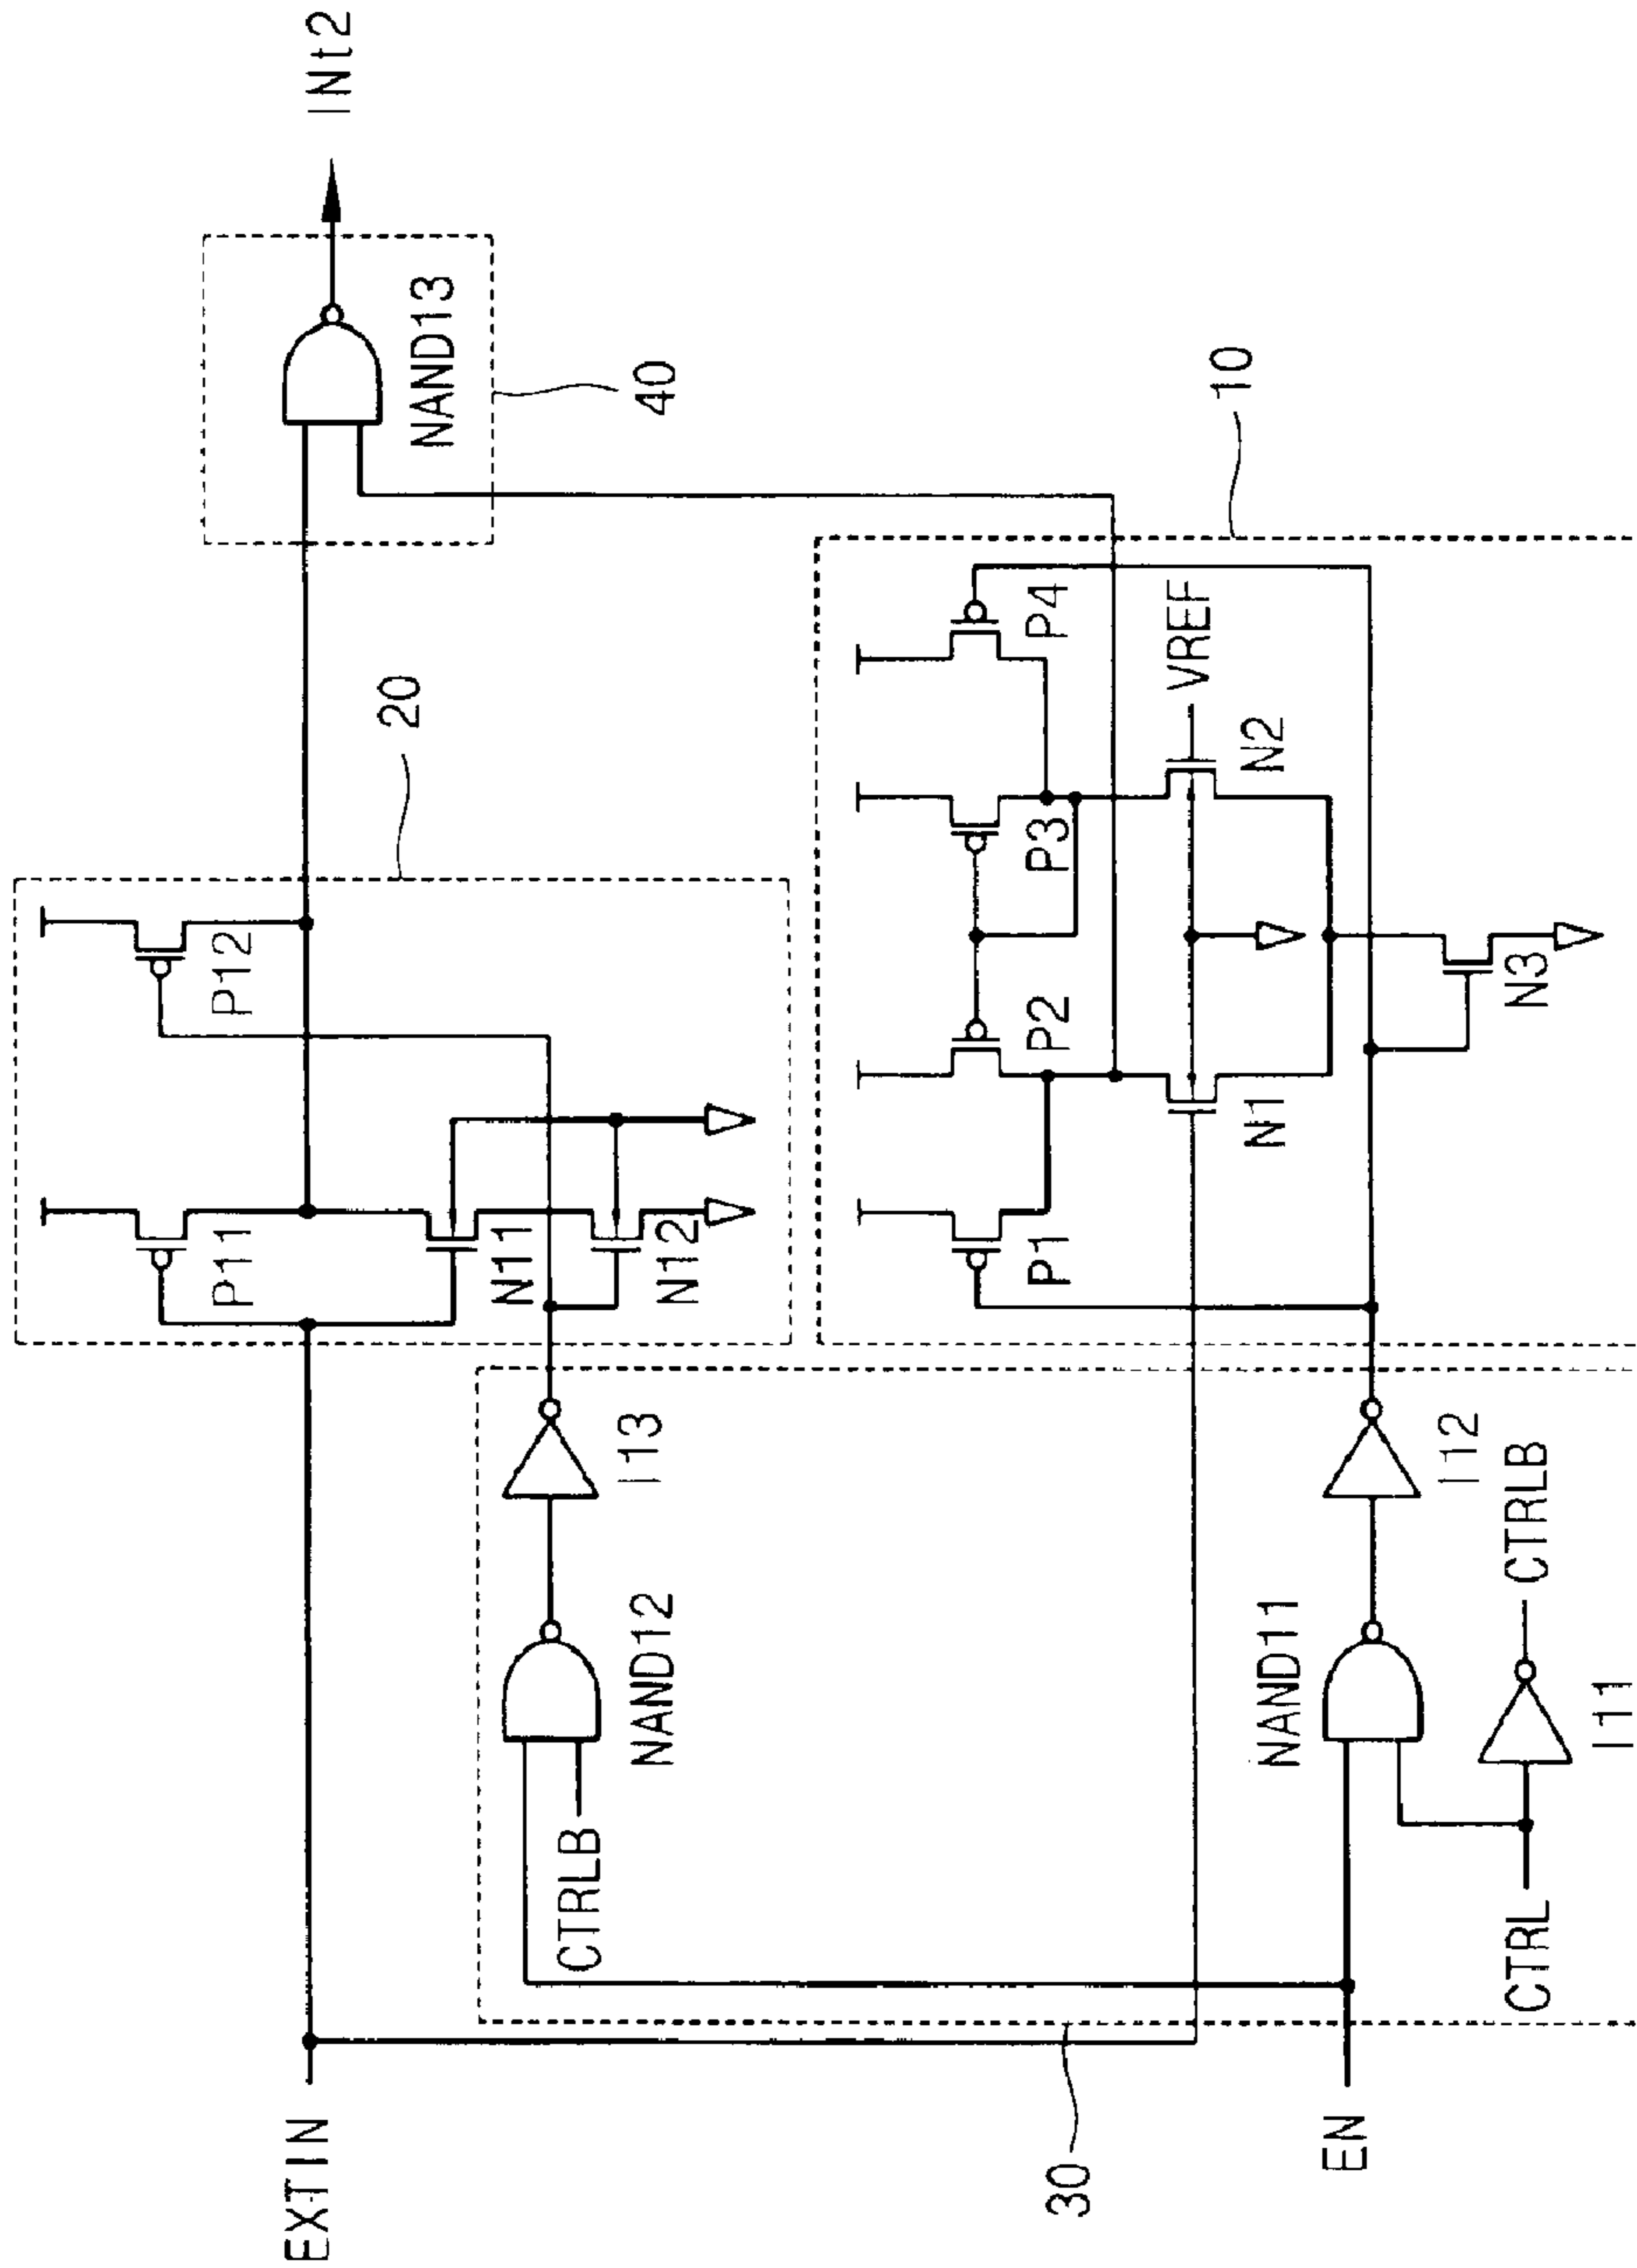 EXTIN
EN
30
CTRLB
CTRL
NAND12
NAND11
I11
CTRLB
I13
I12
P11
N11
N12
P12
20
P1
N1
P2
N3
P3
N2
P4
VREF
10
NAND13
40
INt2